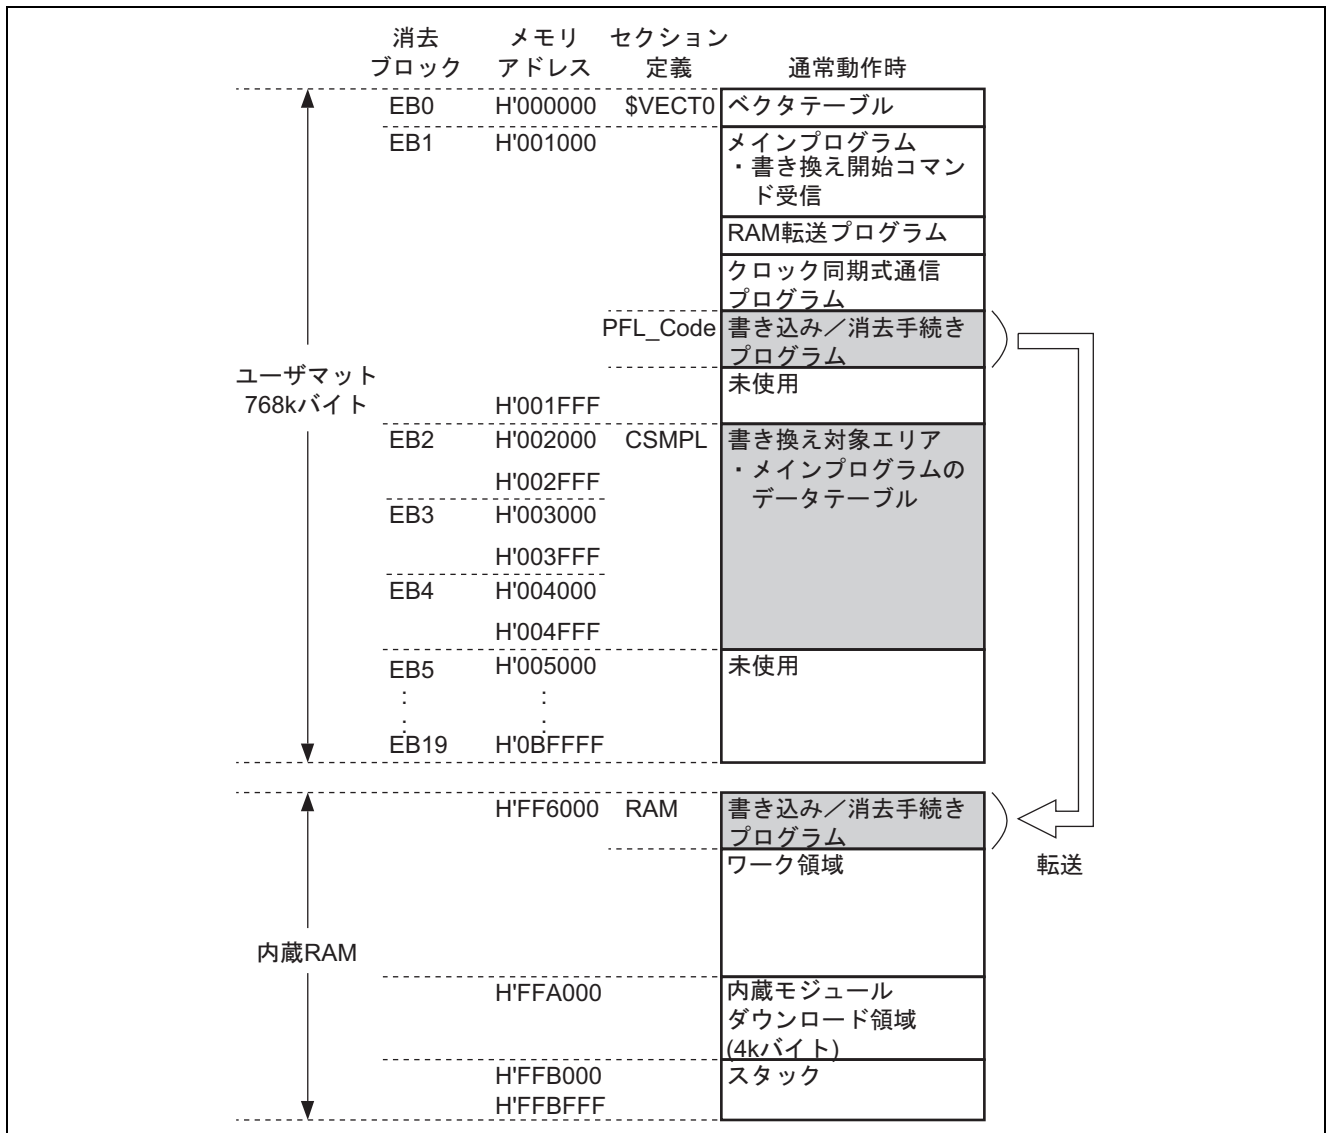 消去 メモリ セクション
ブロック アドレス 定義 通常動作時
EB0 H'000000 $VECT0 ベクタテーブル
EB1 H'001000 メインプログラム
・書き換え開始コマン
ド受信
RAM転送プログラム
クロック同期式通信
プログラム
PFL_Code 書き込み／消去手続き
プログラム
ユーザマット
768kバイト
未使用
H'001FFF
EB2 H'002000 CSMPL 書き換え対象エリア
・メインプログラムの
H'002FFF
データテーブル
EB3 H'003000
H'003FFF
EB4 H'004000
H'004FFF
EB5 H'005000 未使用
: :
: :
EB19 H'0BFFFF
H'FF6000 RAM 書き込み／消去手続き
プログラム
転送
ワーク領域
内蔵RAM
H'FFA000 内蔵モジュール
ダウンロード領域
(4kバイト)
H'FFB000 スタック
H'FFBFFF